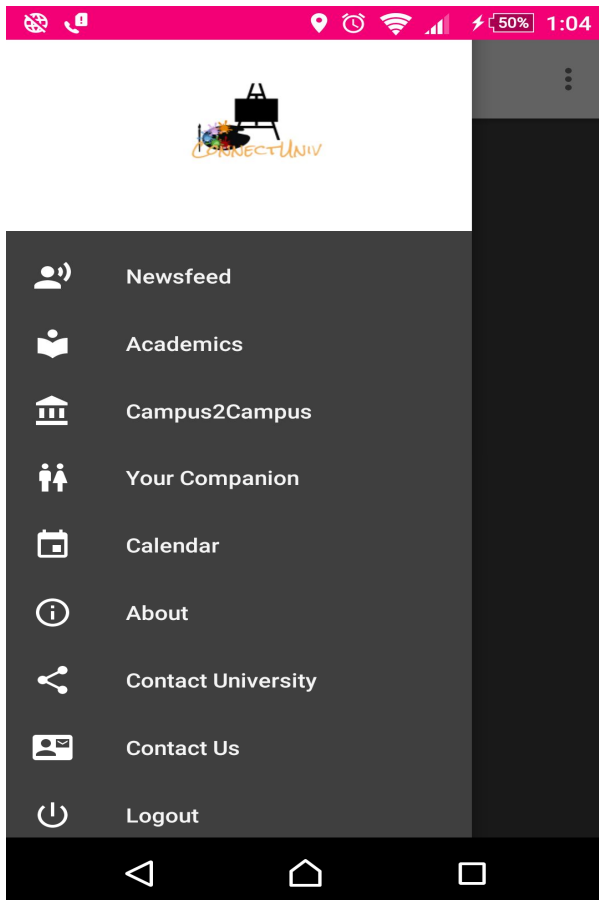 50% 1:04
ConnectUniv
Newsfeed
Academics
Campus2Campus
Your Companion
Calendar
About
Contact University
Contact Us
Logout